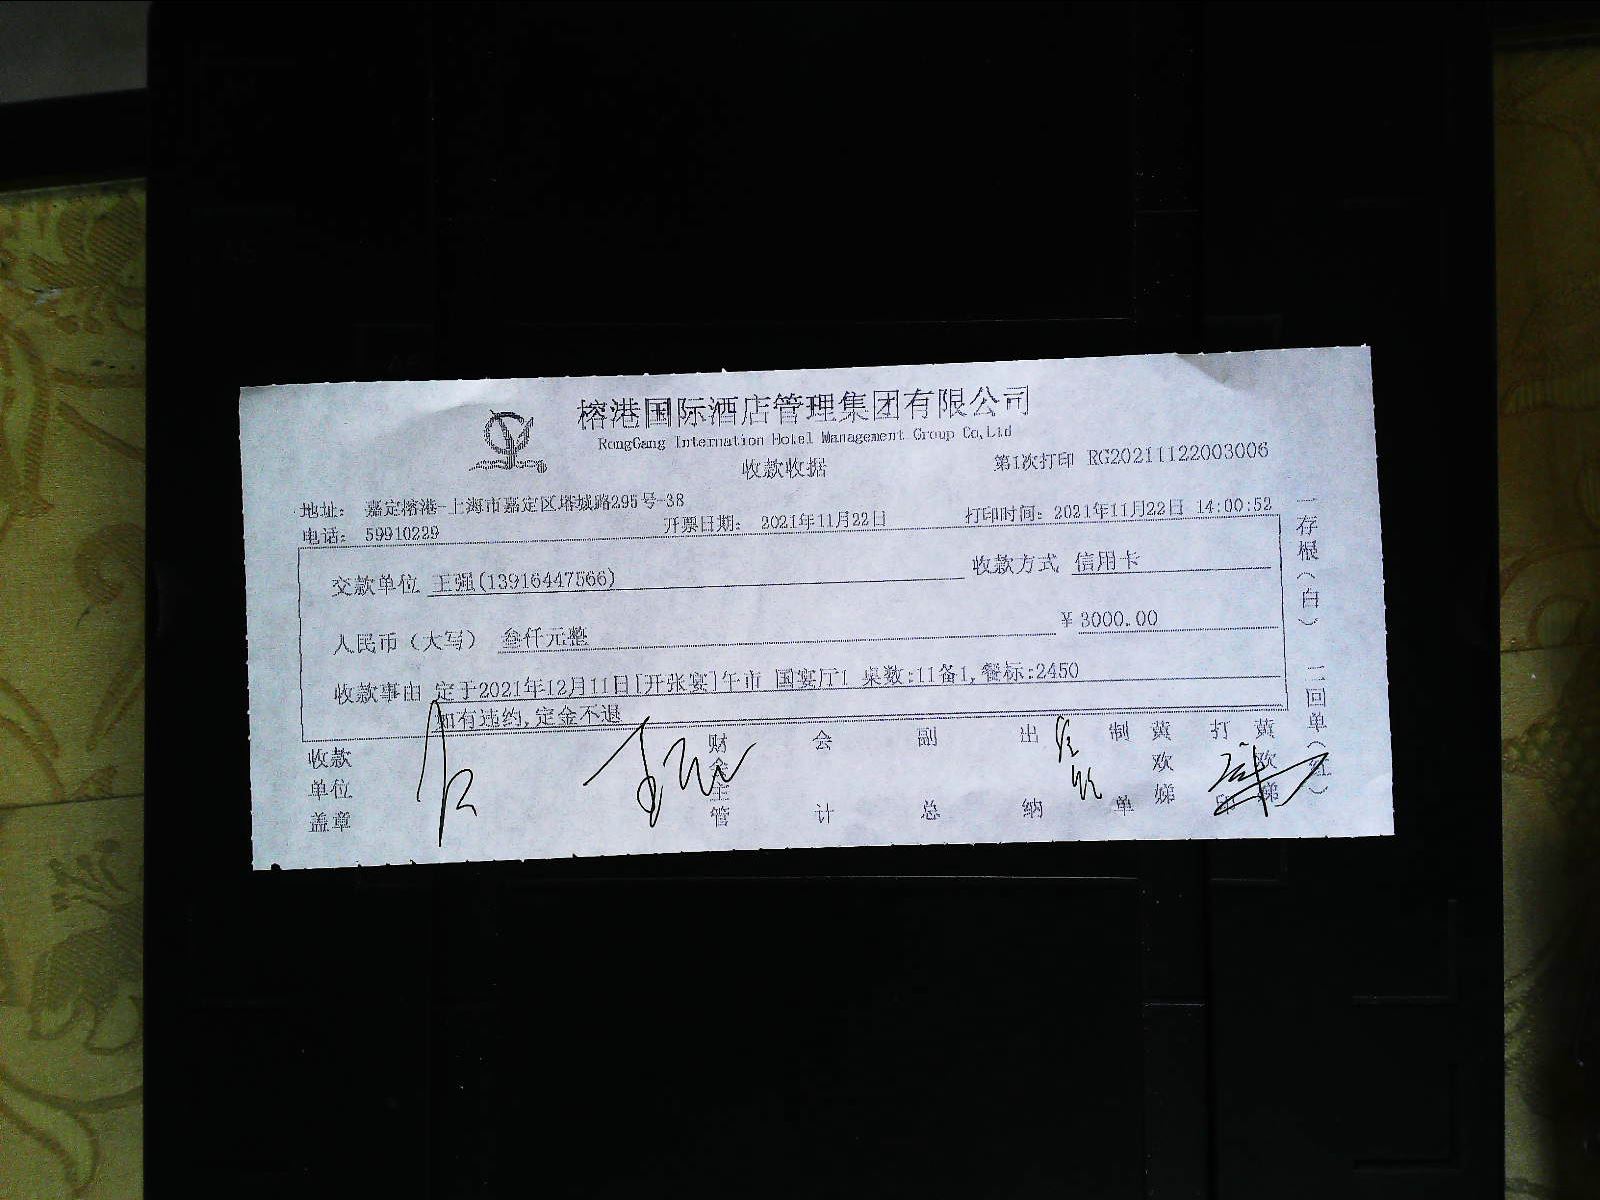 榕港国际酒店管理集团有限公司
RongGang Internation Hotel Management Group Co,Ltd
收款收据
第1次打印 RG20211122003006
地址： 嘉定榕港-上海市嘉定区塔城路295号-38
电话： 59910229
开票日期： 2021年11月22日
打印时间：2021年11月22日 14:00:52
交款单位 王强(13916447566)
收款方式 信用卡
人民币（大写） 叁仟元整
￥3000.00
收款事由 定于2021年12月11日[开张宴]午市 国宴厅1 桌数:11备1,餐标:2450
如有违约,定金不退
收款单位盖章
财会主管
会计
副总
出纳
制单 黄欢娣
打印 黄欢娣
一存根（白） 二回单（红）